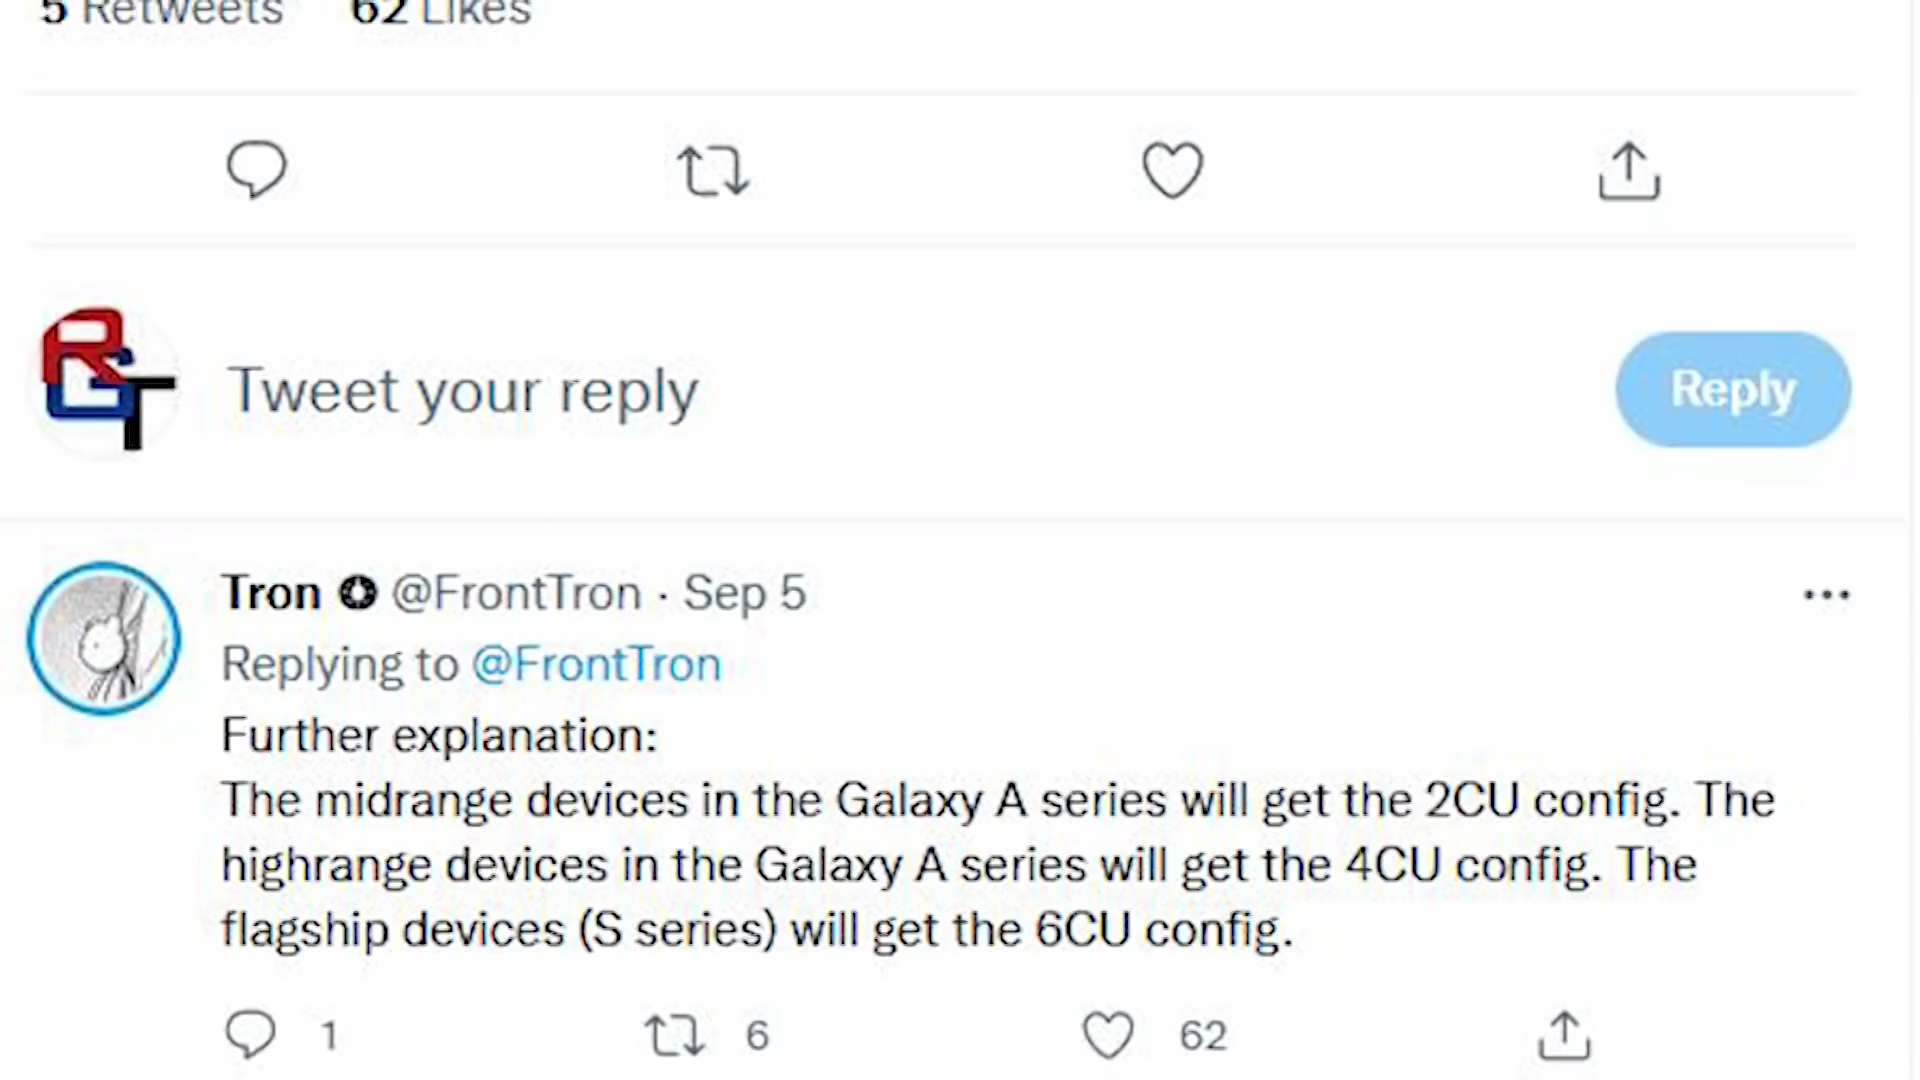 5 Retweets 62 Likes
RGT
Tweet your reply
Reply
Tron @FrontTron · Sep 5
Replying to @FrontTron
Further explanation:
The midrange devices in the Galaxy A series will get the 2CU config. The
highrange devices in the Galaxy A series will get the 4CU config. The
flagship devices (S series) will get the 6CU config.
1 6 62